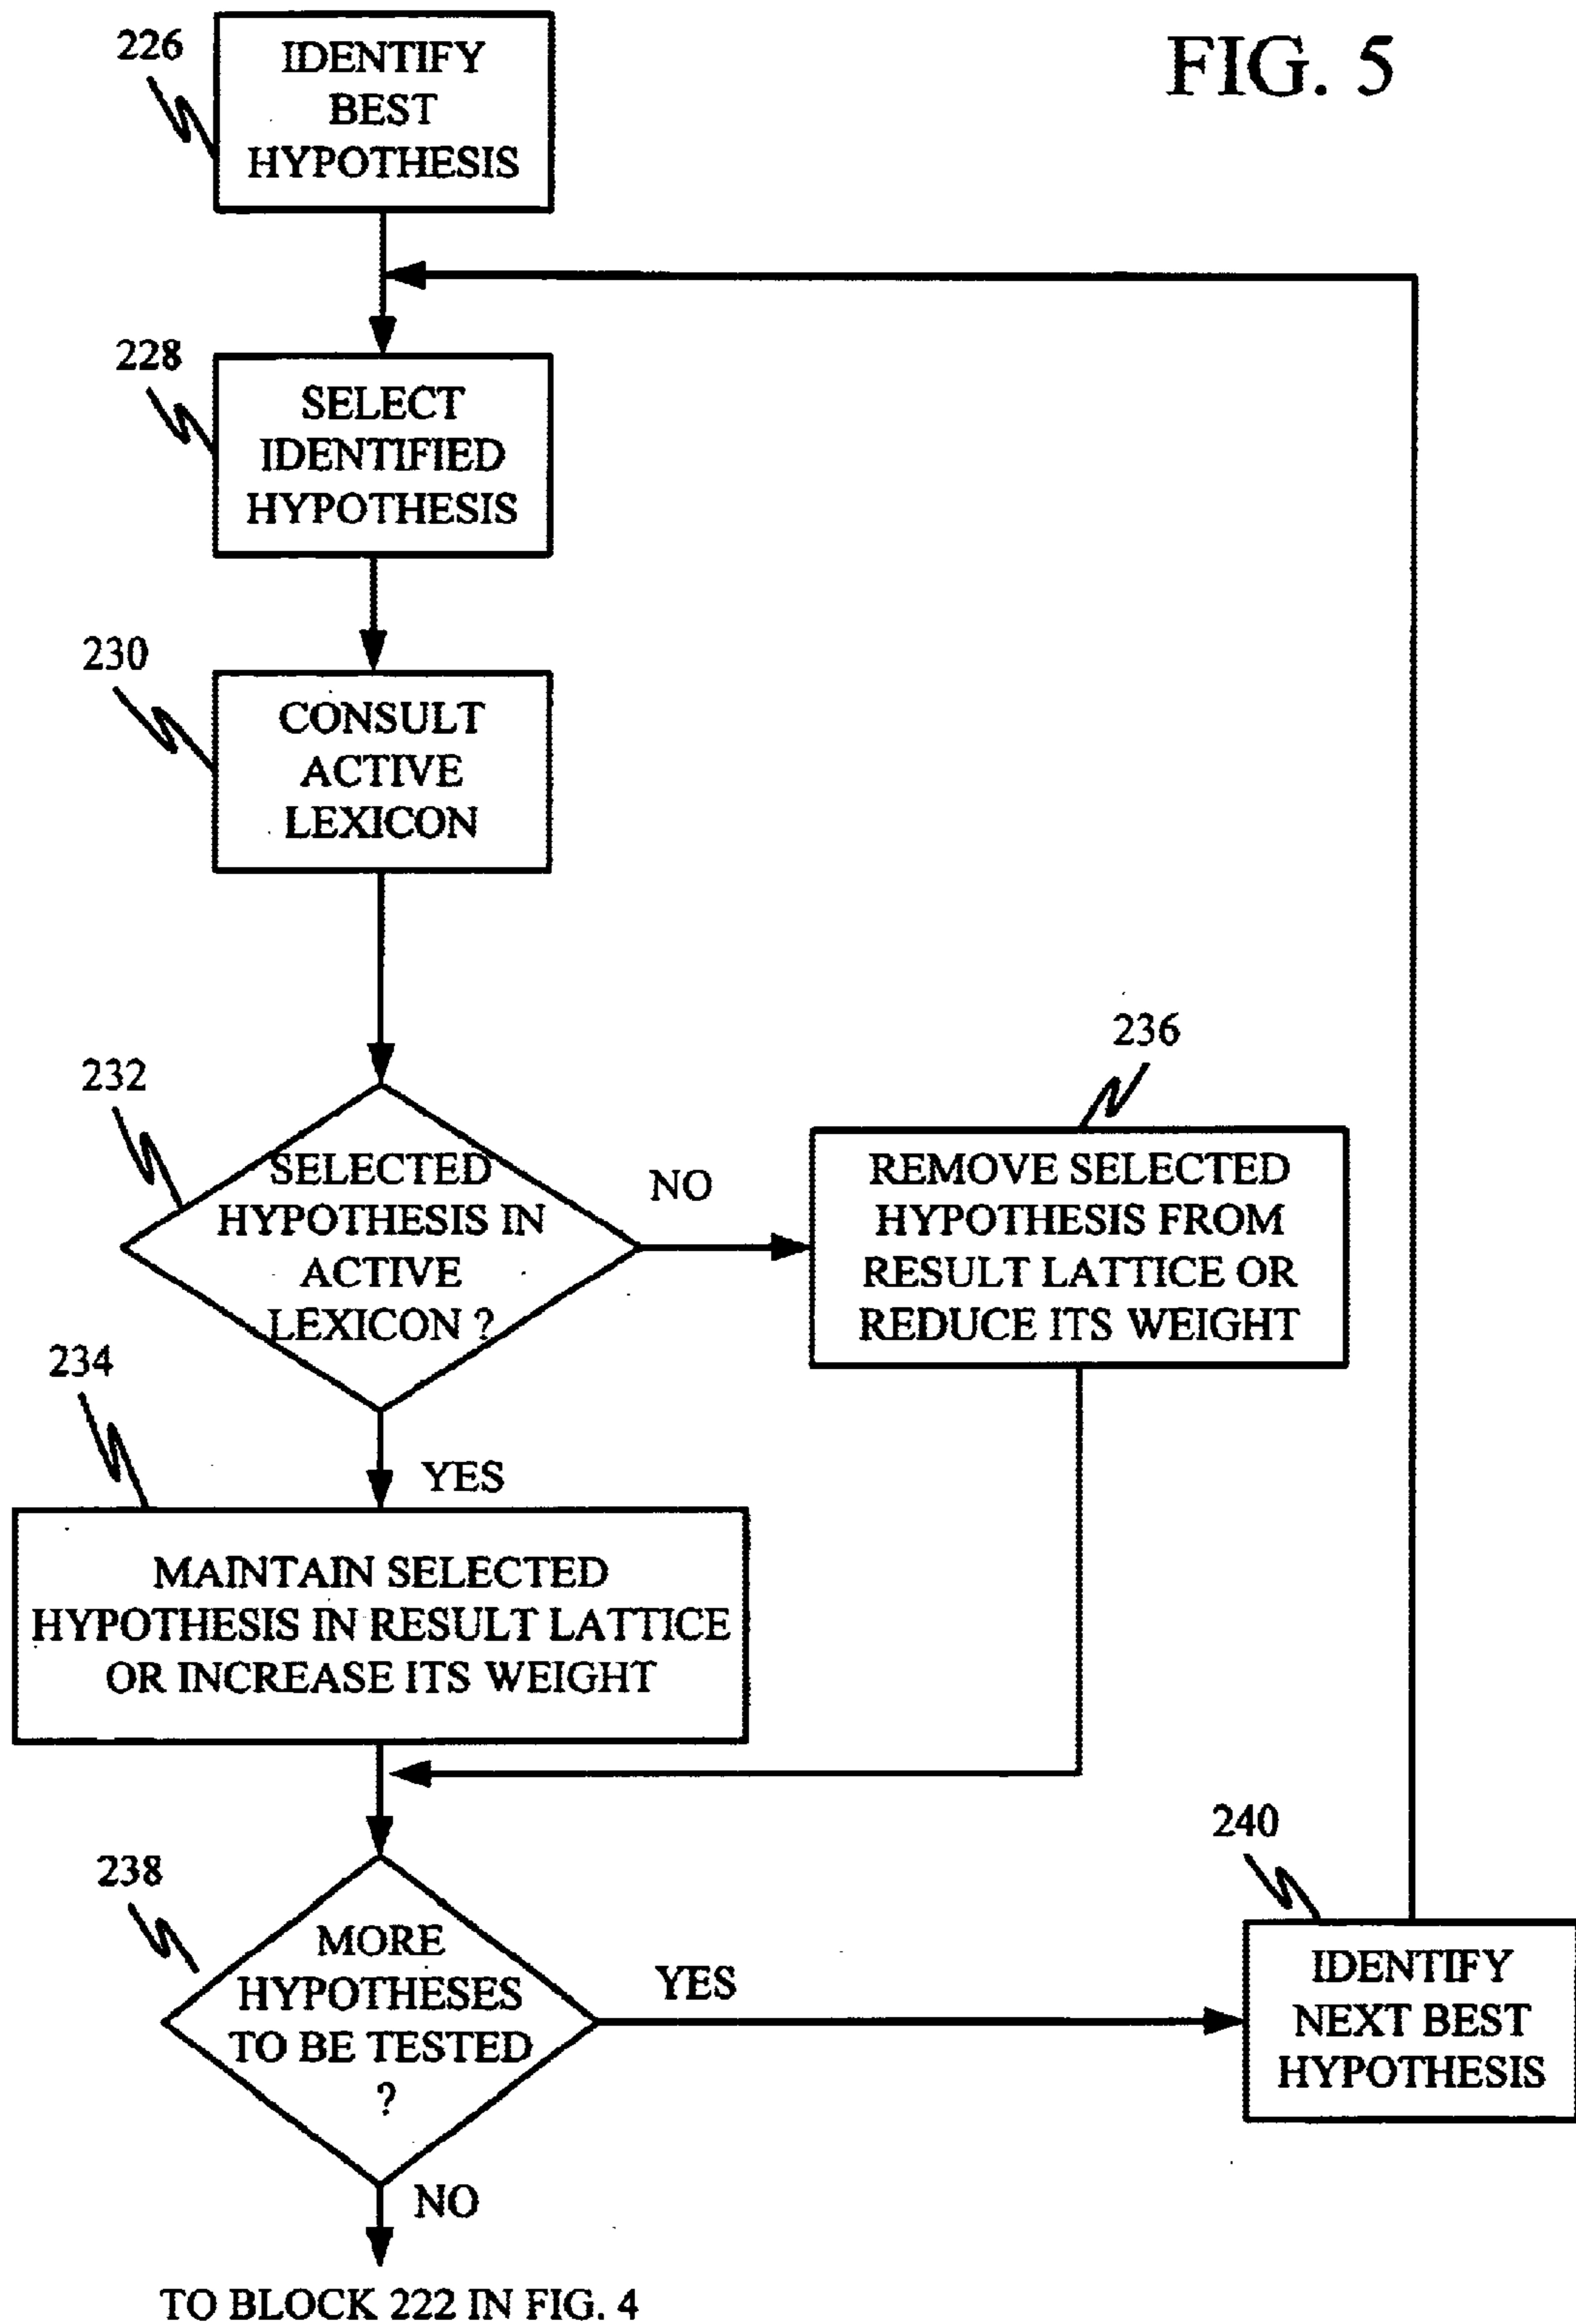 FIG. 5
226
IDENTIFY
BEST
HYPOTHESIS
228
SELECT
IDENTIFIED
HYPOTHESIS
230
CONSULT
ACTIVE
LEXICON
232
SELECTED
HYPOTHESIS IN
ACTIVE
LEXICON ?
NO
236
REMOVE SELECTED
HYPOTHESIS FROM
RESULT LATTICE OR
REDUCE ITS WEIGHT
YES
234
MAINTAIN SELECTED
HYPOTHESIS IN RESULT LATTICE
OR INCREASE ITS WEIGHT
238
MORE
HYPOTHESES
TO BE TESTED
?
YES
240
IDENTIFY
NEXT BEST
HYPOTHESIS
NO
TO BLOCK 222 IN FIG. 4